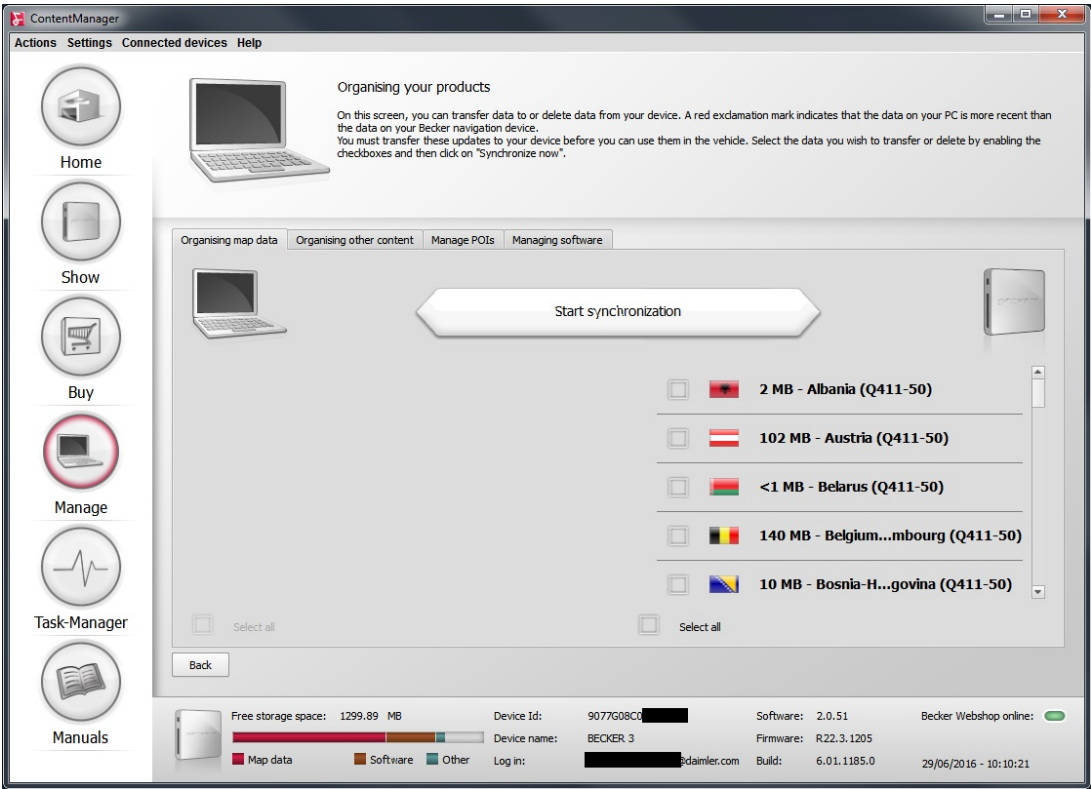 ContentManager
Actions Settings Connected devices Help
Home
Show
Buy
Manage
Task-Manager
Manuals
Organising your products
On this screen, you can transfer data to or delete data from your device. A red exclamation mark indicates that the data on your PC is more recent than
the data on your Becker navigation device.
You must transfer these updates to your device before you can use them in the vehicle. Select the data you wish to transfer or delete by enabling the
checkboxes and then click on "Synchronize now".
Organising map data Organising other content Manage POIs Managing software
Start synchronization
2 MB - Albania (Q411-50)
102 MB - Austria (Q411-50)
<1 MB - Belarus (Q411-50)
140 MB - Belgium...mbourg (Q411-50)
10 MB - Bosnia-H...govina (Q411-50)
Select all Select all
Back
Free storage space: 1299.89 MB Device Id: 9077G08C0 Software: 2.0.51 Becker Webshop online:
Device name: BECKER 3 Firmware: R22.3.1205
Map data Software Other Log in: @daimler.com Build: 6.01.1185.0 29/06/2016 - 10:10:21